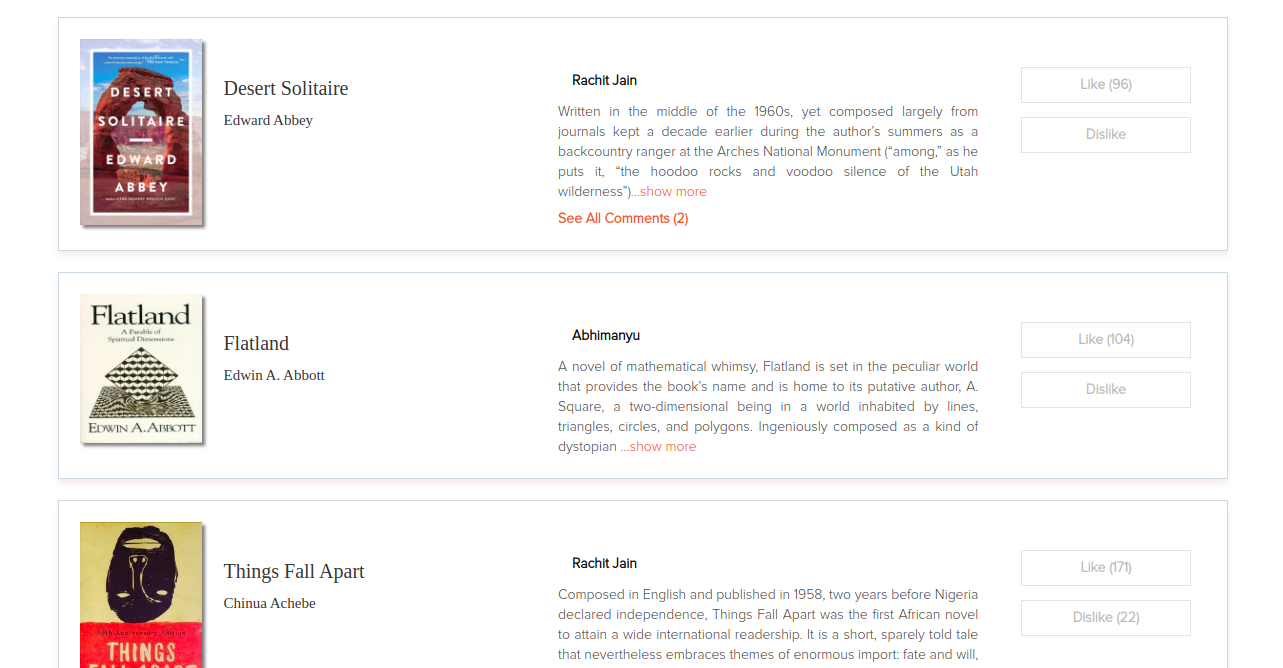 DESERT
SOLITAIRE
EDWARD
ABBEY
Desert Solitaire
Edward Abbey
Rachit Jain
Written in the middle of the 1960s, yet composed largely from
journals kept a decade earlier during the author’s summers as a
backcountry ranger at the Arches National Monument (“among,” as he
puts it, “the hoodoo rocks and voodoo silence of the Utah
wilderness”)...show more
See All Comments (2)
Like (96)
Dislike
Flatland
A Parable of
Spiritual Dimensions
EDWIN A. ABBOTT
Flatland
Edwin A. Abbott
Abhimanyu
A novel of mathematical whimsy, Flatland is set in the peculiar world
that provides the book’s name and is home to its putative author, A.
Square, a two-dimensional being in a world inhabited by lines,
triangles, circles, and polygons. Ingeniously composed as a kind of
dystopian ...show more
Like (104)
Dislike
Anniversary Edition
THINGS
FALL APART
Things Fall Apart
Chinua Achebe
Rachit Jain
Composed in English and published in 1958, two years before Nigeria
declared independence, Things Fall Apart was the first African novel
to attain a wide international readership. It is a short, sparely told tale
that nevertheless embraces themes of enormous import: fate and will,
Like (171)
Dislike (22)